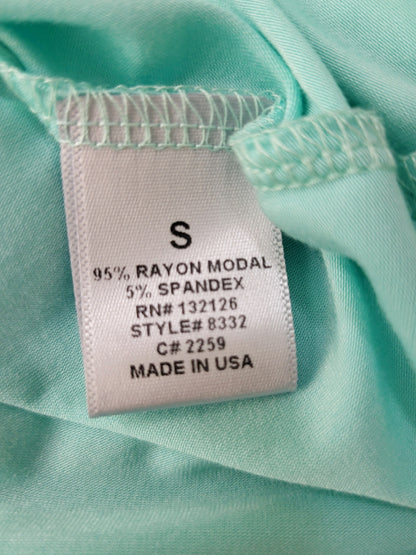 S
95% RAYON MODAL
5% SPANDEX
RN# 132126
STYLE# 8332
C# 2259
MADE IN USA